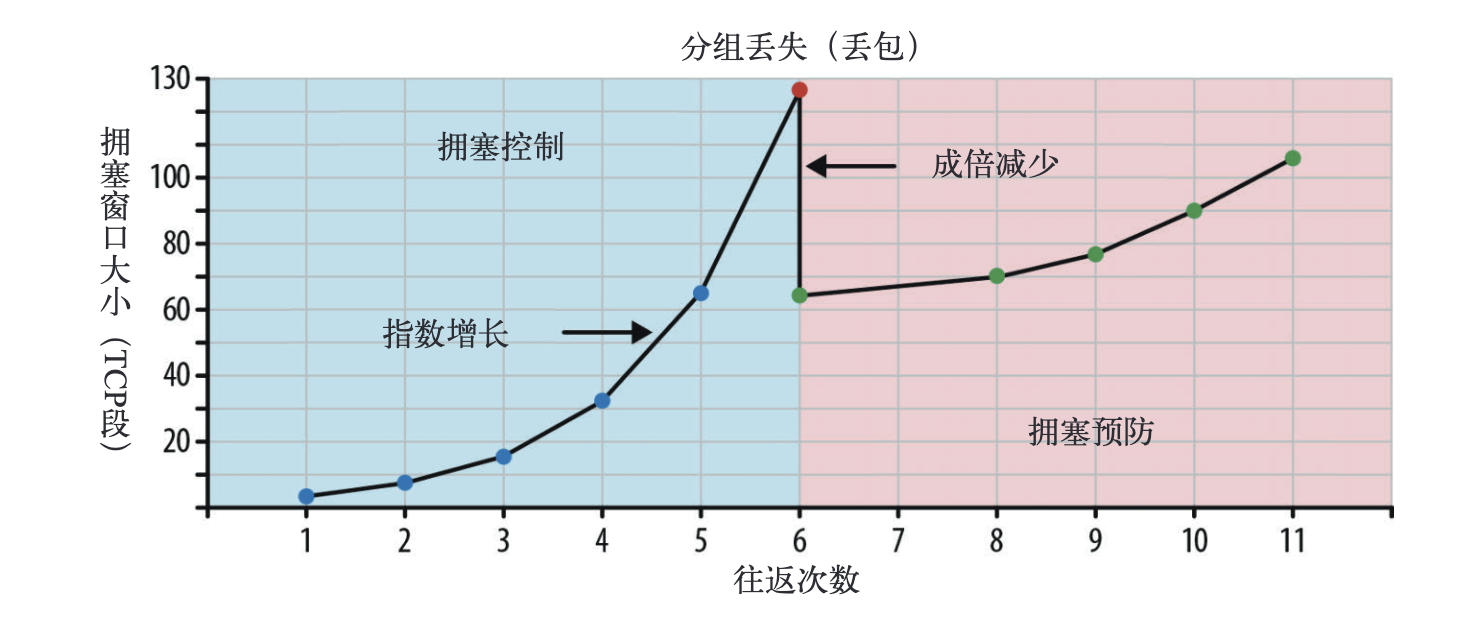 分组丢失（丢包）
130
100
80
60
40
20
拥塞窗口大小（TCP段）
拥塞控制
成倍减少
指数增长
拥塞预防
1 2 3 4 5 6 7 8 9 10 11
往返次数